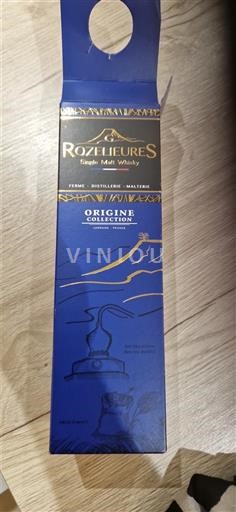 G
ROZELIEURES
Single Malt Whisky
FERME - DISTILLERIE - MALTERIE
ORIGINE
COLLECTION
LORRAINE - FRANCE
VINIOU